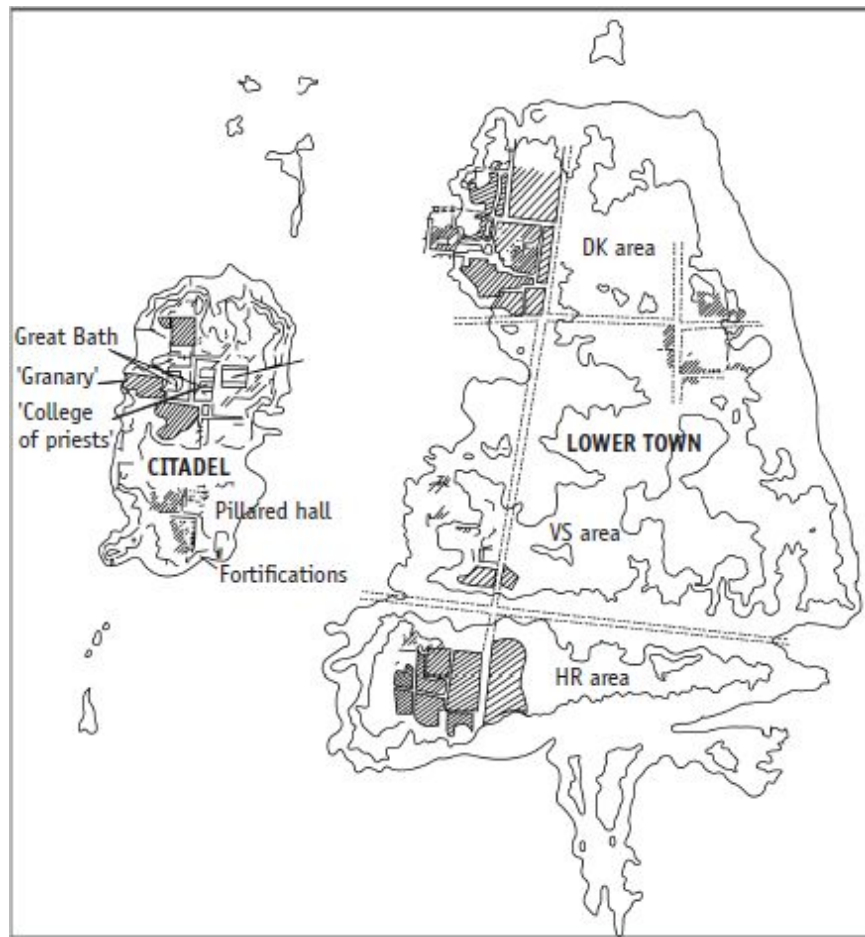 Great Bath
'Granary'
'College
of priests'
CITADEL
Pillared hall
Fortifications
DK area
LOWER TOWN
VS area
HR area